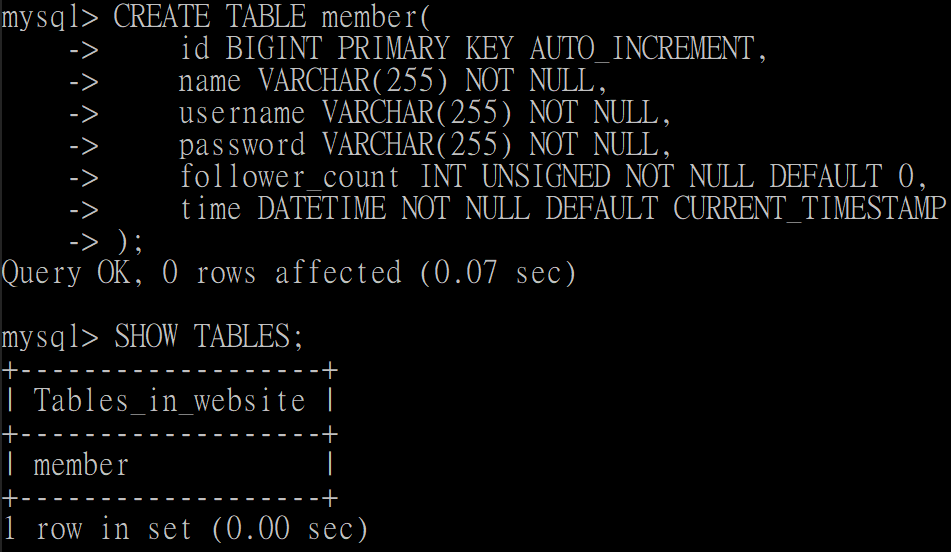 mysql> CREATE TABLE member(
    ->     id BIGINT PRIMARY KEY AUTO_INCREMENT,
    ->     name VARCHAR(255) NOT NULL,
    ->     username VARCHAR(255) NOT NULL,
    ->     password VARCHAR(255) NOT NULL,
    ->     follower_count INT UNSIGNED NOT NULL DEFAULT 0,
    ->     time DATETIME NOT NULL DEFAULT CURRENT_TIMESTAMP
    -> );
Query OK, 0 rows affected (0.07 sec)
mysql> SHOW TABLES;
+-------------------+
| Tables_in_website |
+-------------------+
| member            |
+-------------------+
1 row in set (0.00 sec)